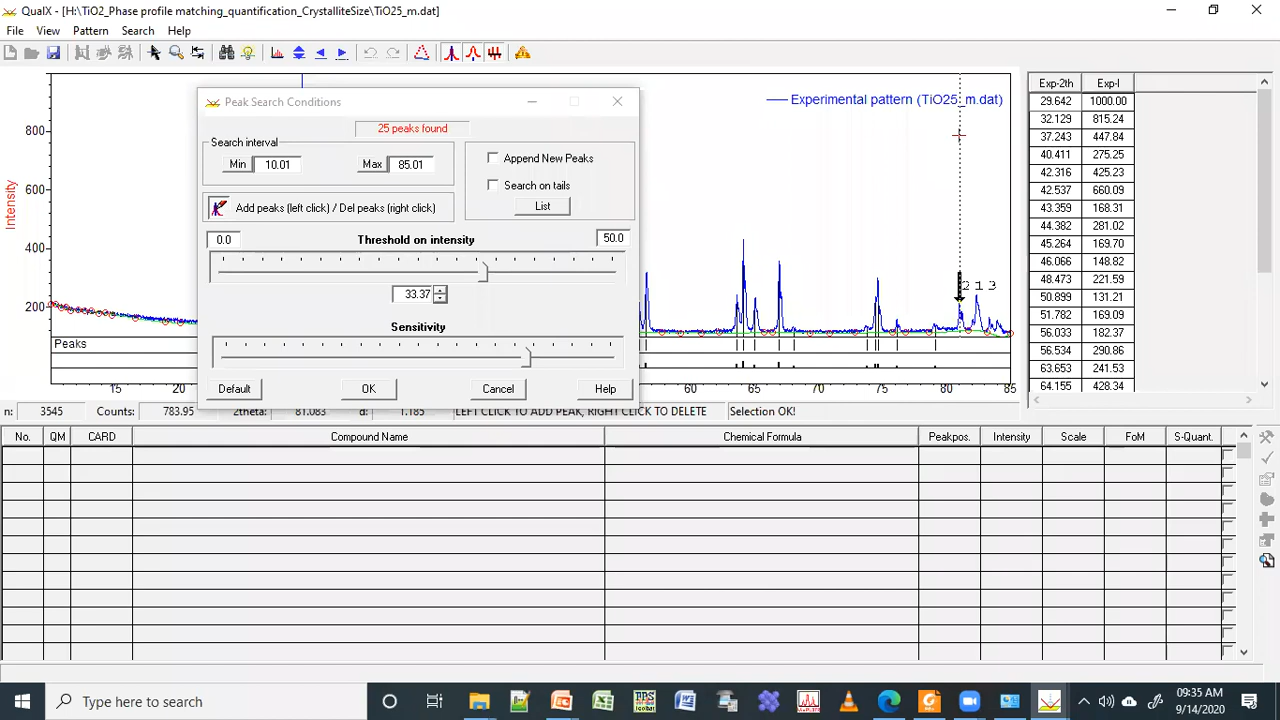 QualX - [H:\TiO2_Phase profile matching_quantification_CrystalliteSize\TiO25_m.dat]
File View Pattern Search Help
Peak Search Conditions
25 peaks found
Search interval
Min 10.01 Max 85.01
Append New Peaks
Search on tails
List
Add peaks (left click) / Del peaks (right click)
0.0 Threshold on intensity 50.0
33.37
Sensitivity
Default OK Cancel Help
Experimental pattern (TiO25_m.dat)
Intensity
800
600
400
200
2 1 3
Peaks
15 20 60 65 70 75 80 85
Exp-2th Exp-I
29.642 1000.00
32.129 815.24
37.243 447.84
40.411 275.25
42.316 425.23
42.537 660.09
43.359 168.31
44.382 281.02
45.264 169.70
46.066 148.82
48.473 221.59
50.899 131.21
51.782 169.09
56.033 182.37
56.534 290.86
63.653 241.53
64.155 428.34
n: 3545 Counts: 783.95 2theta: 81.083 d: 1.185 LEFT CLICK TO ADD PEAK, RIGHT CLICK TO DELETE Selection OK!
No. QM CARD Compound Name Chemical Formula Peakpos. Intensity Scale FoM S-Quant.
Type here to search
09:35 AM
9/14/2020